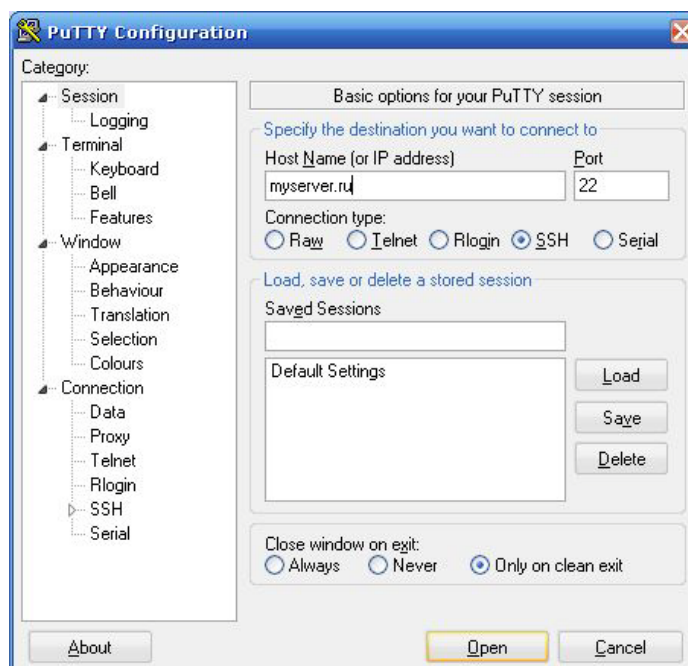 PuTTY Configuration
Category:
Session
Logging
Terminal
Keyboard
Bell
Features
Window
Appearance
Behaviour
Translation
Selection
Colours
Connection
Data
Proxy
Telnet
Rlogin
SSH
Serial
Basic options for your PuTTY session
Specify the destination you want to connect to
Host Name (or IP address) Port
myserver.ru 22
Connection type:
Raw Telnet Rlogin SSH Serial
Load, save or delete a stored session
Saved Sessions
Default Settings
Load
Save
Delete
Close window on exit:
Always Never Only on clean exit
About Open Cancel